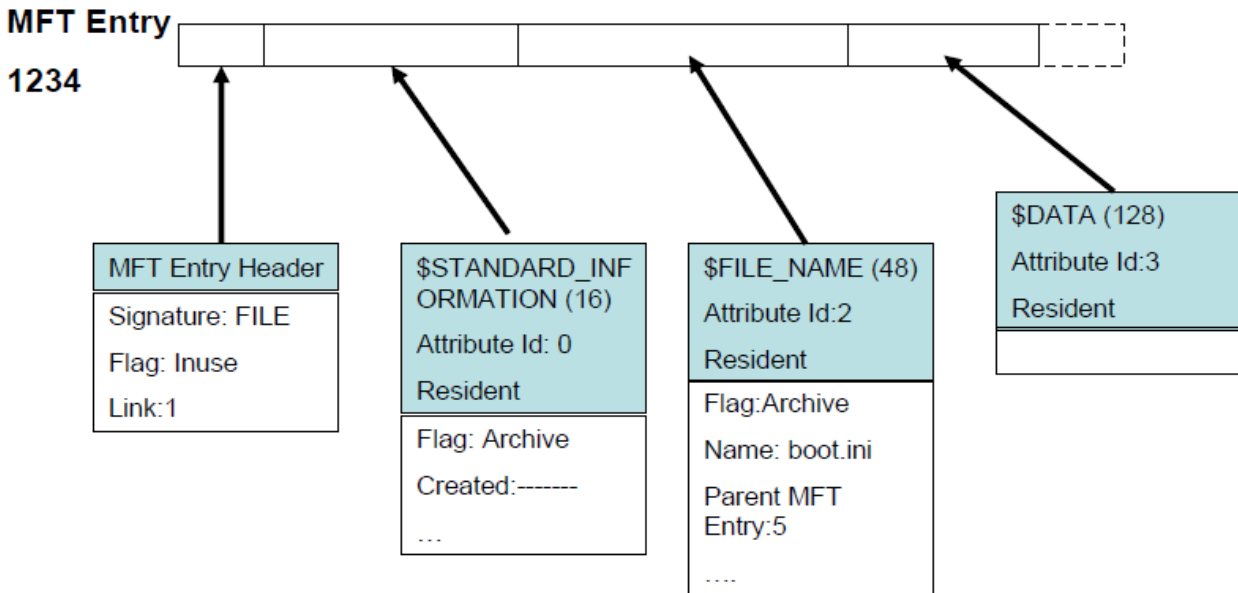 MFT Entry
1234
MFT Entry Header
Signature: FILE
Flag: Inuse
Link:1
$STANDARD_INF
ORMATION (16)
Attribute Id: 0
Resident
Flag: Archive
Created:-------
…
$FILE_NAME (48)
Attribute Id:2
Resident
Flag:Archive
Name: boot.ini
Parent MFT
Entry:5
….
$DATA (128)
Attribute Id:3
Resident